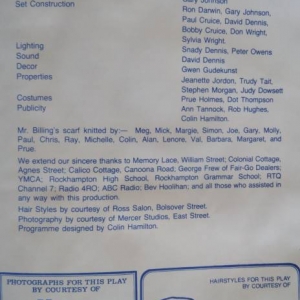 Gary Johnson
Set Construction Ron Darwin, Gary Johnson,
Paul Cruice, David Dennis,
Bobby Cruice, Don Wright,
Sylvia Wright.
Lighting Snady Dennis, Peter Owens
Sound David Dennis
Decor Gwen Gudekunst
Properties Jeanette Jordon, Trudy Tait,
Stephen Morgan, Judy Dowsett
Costumes Prue Holmes, Dot Thompson
Publicity Ann Tannock, Rob Hughes,
Colin Hamilton.
Mr. Billing's scarf knitted by:— Meg, Mick, Margie, Simon, Joe, Gary, Molly,
Paul, Chris, Ray, Michelle, Colin, Alan, Lenore, Val, Barbara, Margaret, and
Prue.
We extend our sincere thanks to Memory Lace, William Street; Colonial Cottage,
Agnes Street; Calico Cottage, Canoona Road; George Frew of Fair-Go Dealers;
YMCA; Rockhampton High School, Rockhampton Grammar School; RTQ
Channel 7; Radio 4RO; ABC Radio; Bev Hoolihan; and all those who assisted in
any way with this production.
Hair Styles by courtesy of Ross Salon, Bolsover Street.
Photography by courtesy of Mercer Studios, East Street.
Programme designed by Colin Hamilton.
PHOTOGRAPHS FOR THIS PLAY
BY COURTESY OF
HAIRSTYLES FOR THIS PLAY
BY COURTESY OF